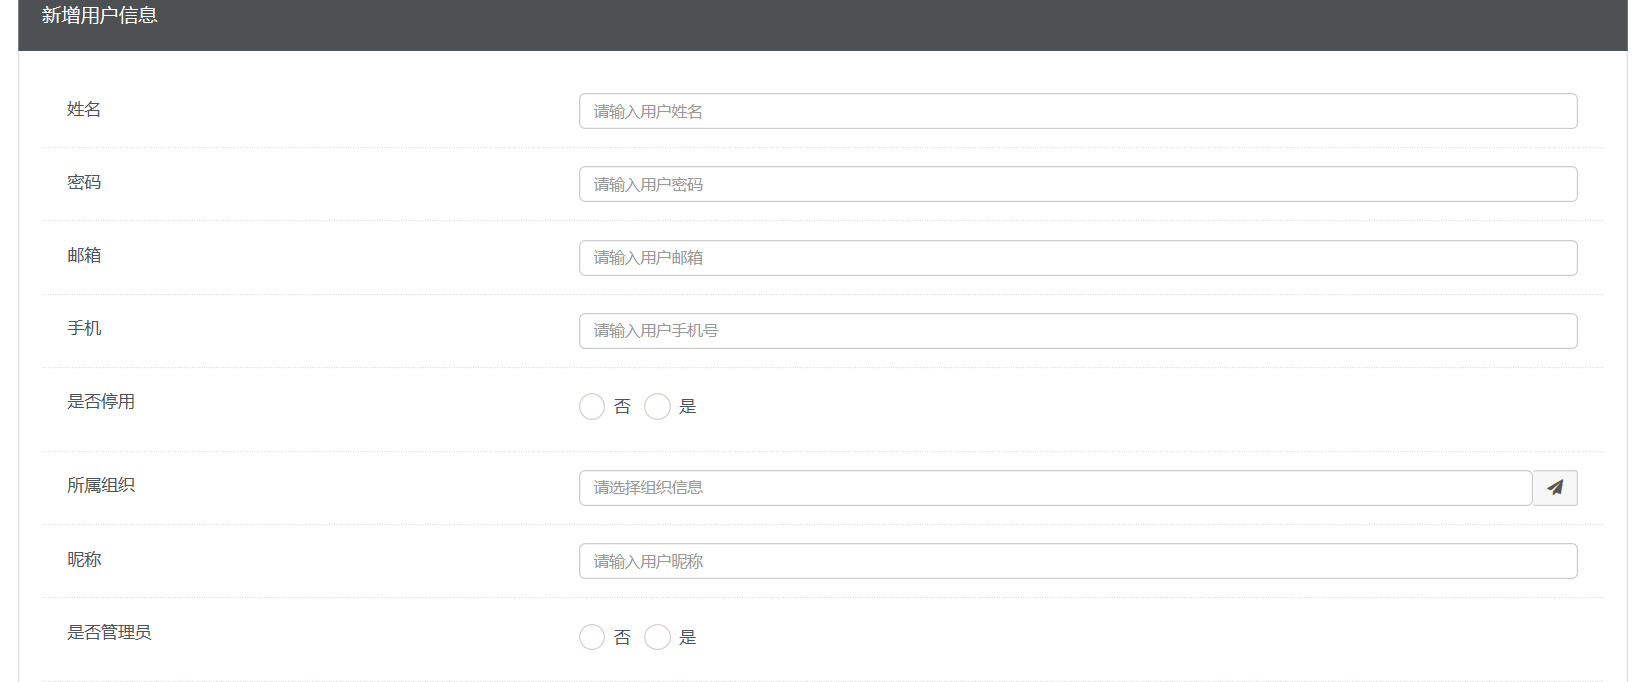 新增用户信息
姓名
请输入用户姓名
密码
请输入用户密码
邮箱
请输入用户邮箱
手机
请输入用户手机号
是否停用
否 是
所属组织
请选择组织信息
昵称
请输入用户昵称
是否管理员
否 是